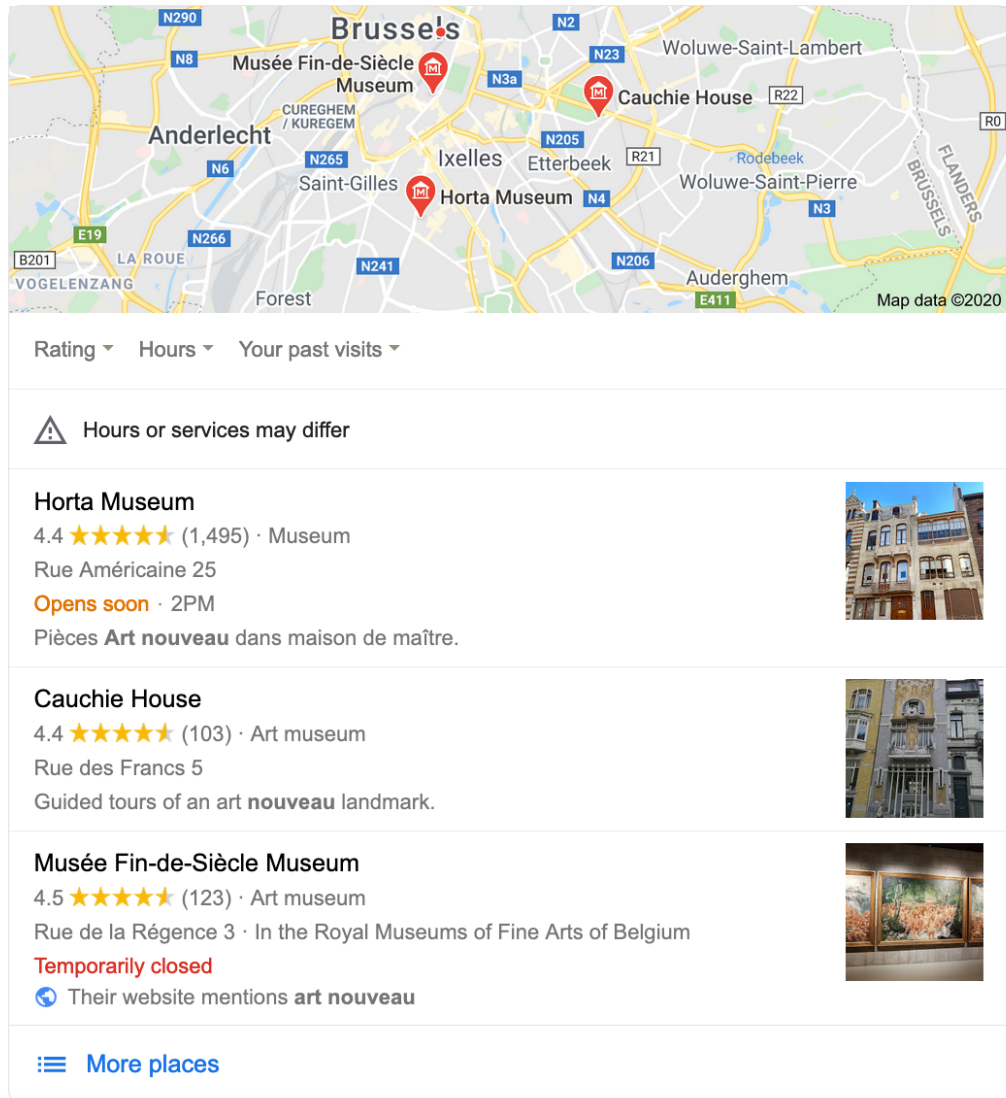 N290
Brussels
N2
N8
Musée Fin-de-Siècle
Museum
N23
Woluwe-Saint-Lambert
N3a
Cauchie House
R22
CUREGHEM
/ KUREGEM
R0
Anderlecht
N205
N265
Ixelles
Etterbeek
R21
Rodebeek
FLANDERS
BRUSSELS
N6
Saint-Gilles
Horta Museum
N4
Woluwe-Saint-Pierre
N3
E19
N266
B201
LA ROUE
N241
N206
VOGELENZANG
Auderghem
Forest
E411
Map data ©2020
Rating
Hours
Your past visits
Hours or services may differ
Horta Museum
4.4 (1,495) · Museum
Rue Américaine 25
Opens soon · 2PM
Pièces Art nouveau dans maison de maître.
Cauchie House
4.4 (103) · Art museum
Rue des Francs 5
Guided tours of an art nouveau landmark.
Musée Fin-de-Siècle Museum
4.5 (123) · Art museum
Rue de la Régence 3 · In the Royal Museums of Fine Arts of Belgium
Temporarily closed
Their website mentions art nouveau
More places